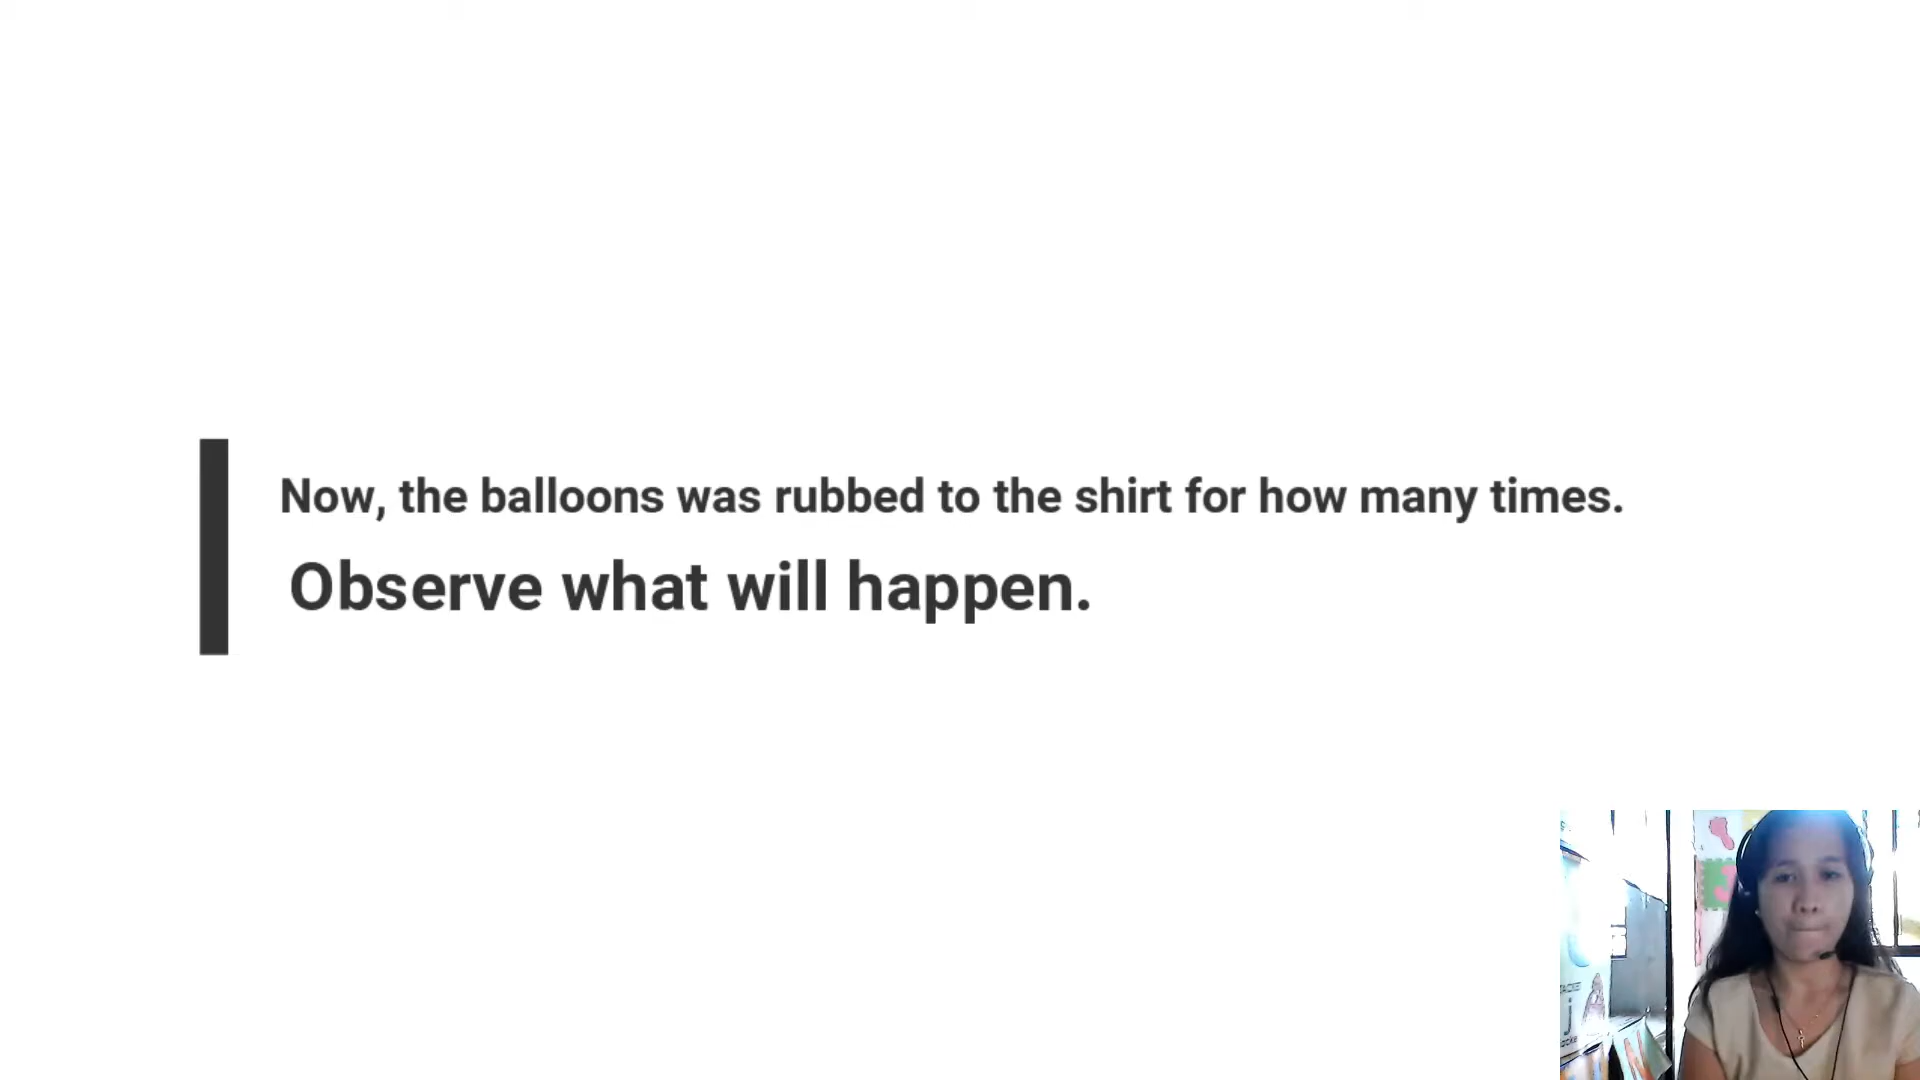 Now, the balloons was rubbed to the shirt for how many times.
Observe what will happen.
j